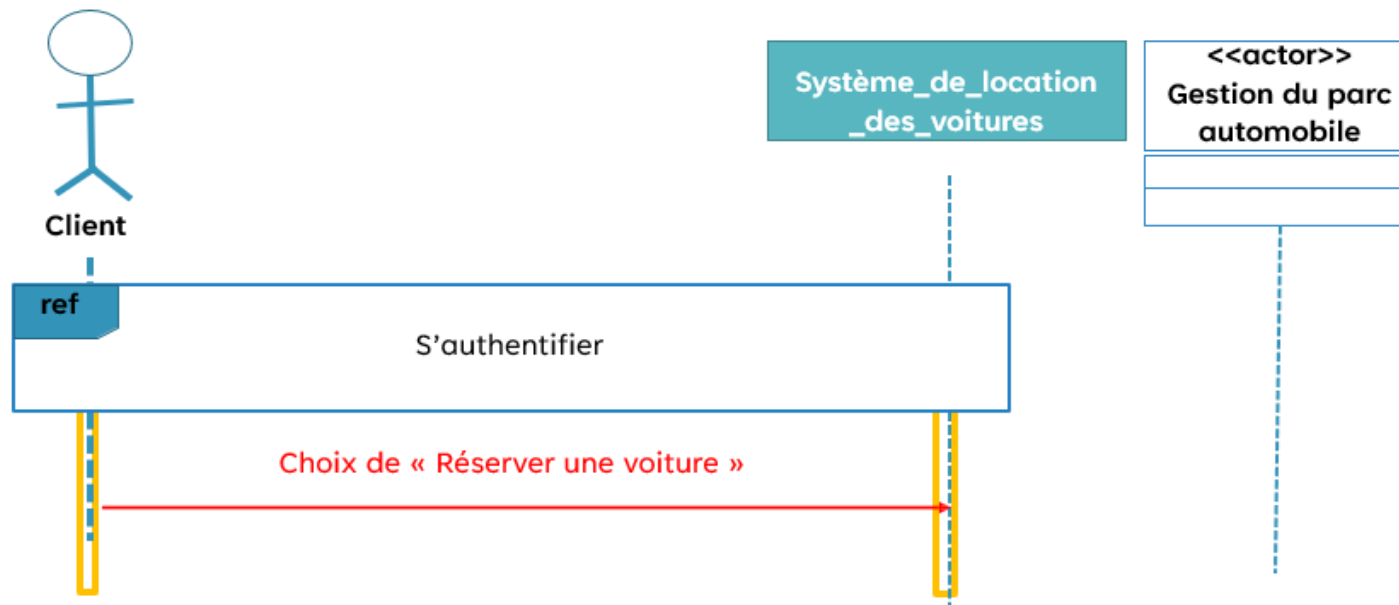 <<actor>>
Système_de_location
_des_voitures
Gestion du parc
automobile
Client
ref
S’authentifier
Choix de « Réserver une voiture »